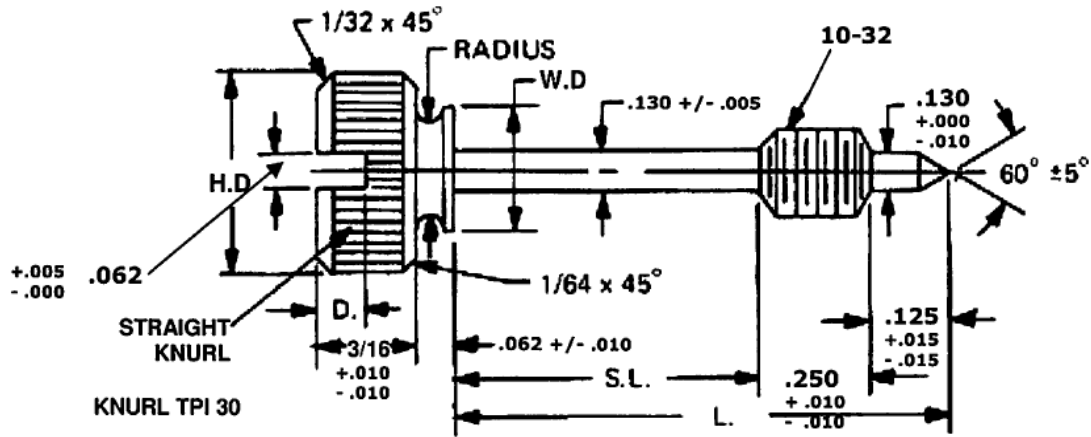 1/32 x 45°
RADIUS
W.D
10-32
.130 +/- .005
.130
+.000
-.010
H.D
60° ±5°
+.005
-.000
.062
1/64 x 45°
D.
STRAIGHT
KNURL
3/16
+.010
-.010
.062 +/- .010
.125
+.015
-.015
S.L.
.250
+.010
-.010
L.
KNURL TPI 30